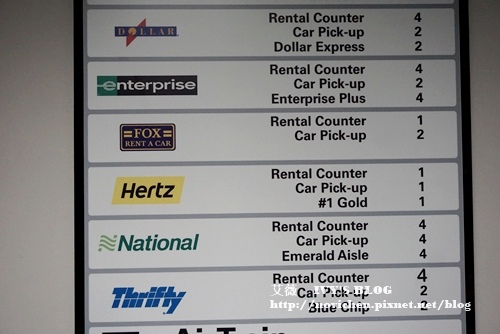 DOLLAR
Rental Counter 4
Car Pick-up 2
Dollar Express 2
enterprise
Rental Counter 4
Car Pick-up 2
Enterprise Plus 4
FOX
RENT A CAR
Rental Counter 1
Car Pick-up 2
Hertz
Rental Counter 1
Car Pick-up 1
#1 Gold 1
National
Rental Counter 4
Car Pick-up 4
Emerald Aisle 4
Thrifty
Rental Counter 4
Car Pick-up 2
Blue Chip
BLOG
pixnet.net/blog